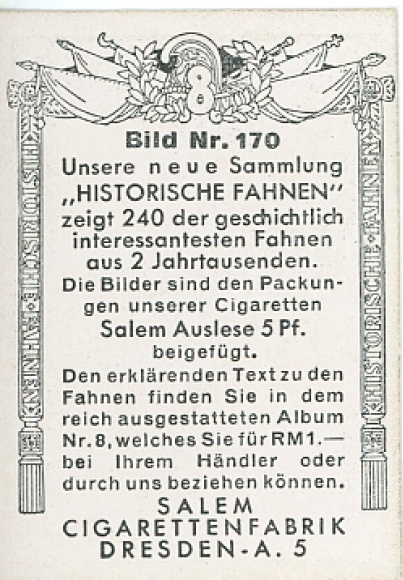 8
Bild Nr. 170
Unsere neue Sammlung
„HISTORISCHE FAHNEN"
zeigt 240 der geschichtlich
interessantesten Fahnen
aus 2 Jahrtausenden.
Die Bilder sind den Packun-
gen unserer Cigaretten
Salem Auslese 5 Pf.
beigefügt.
Den erklärenden Text zu den
Fahnen finden Sie in dem
reich ausgestatteten Album
Nr. 8, welches Sie für RM 1.—
bei Ihrem Händler oder
durch uns beziehen können.
SALEM
CIGARETTENFABRIK
DRESDEN-A. 5
HISTORISCHE·FAHNEN
HISTORISCHE·FAHNEN